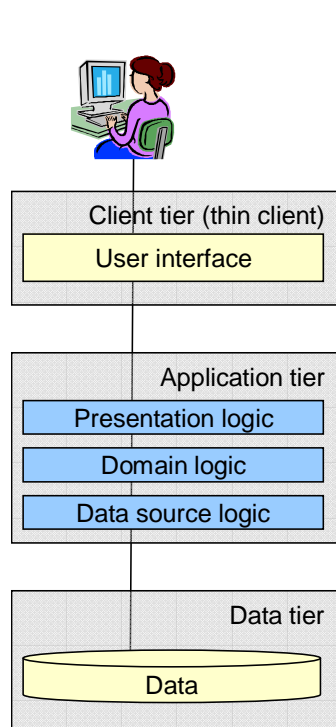 Client tier (thin client)
User interface
Application tier
Presentation logic
Domain logic
Data source logic
Data tier
Data